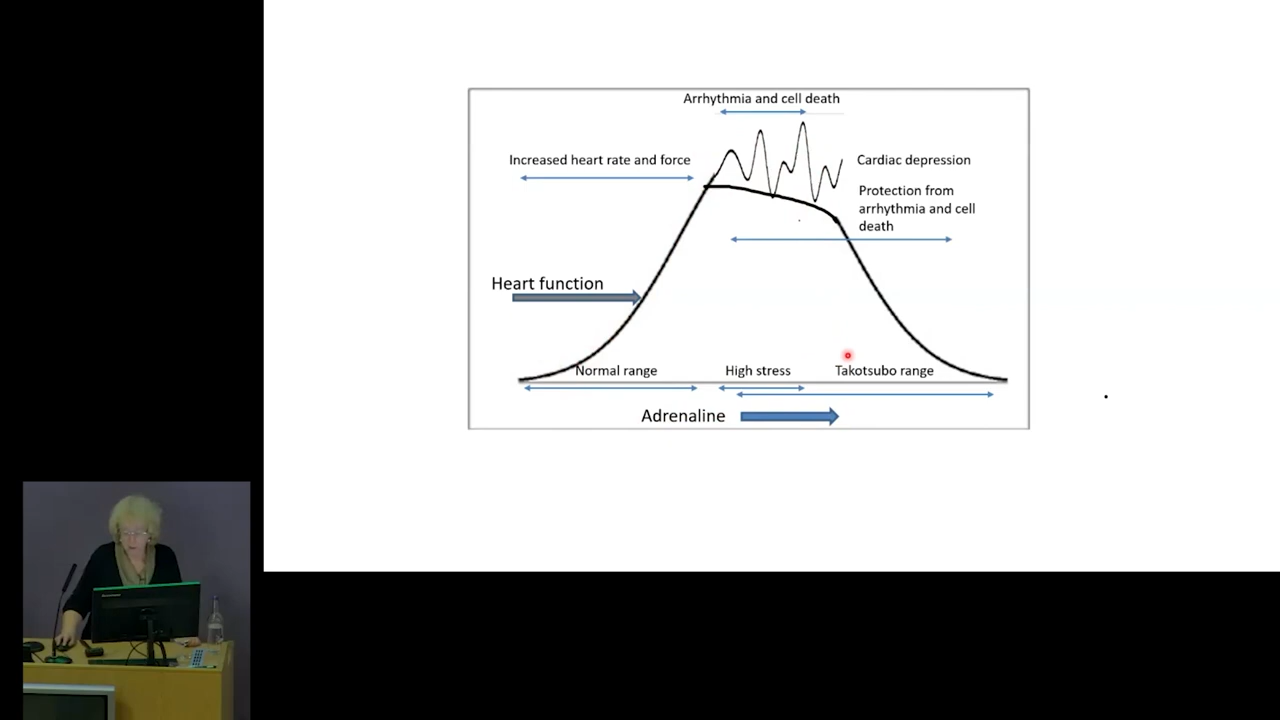 Arrhythmia and cell death
Increased heart rate and force
Cardiac depression
Protection from
arrhythmia and cell
death
Heart function
Normal range
High stress
Takotsubo range
Adrenaline